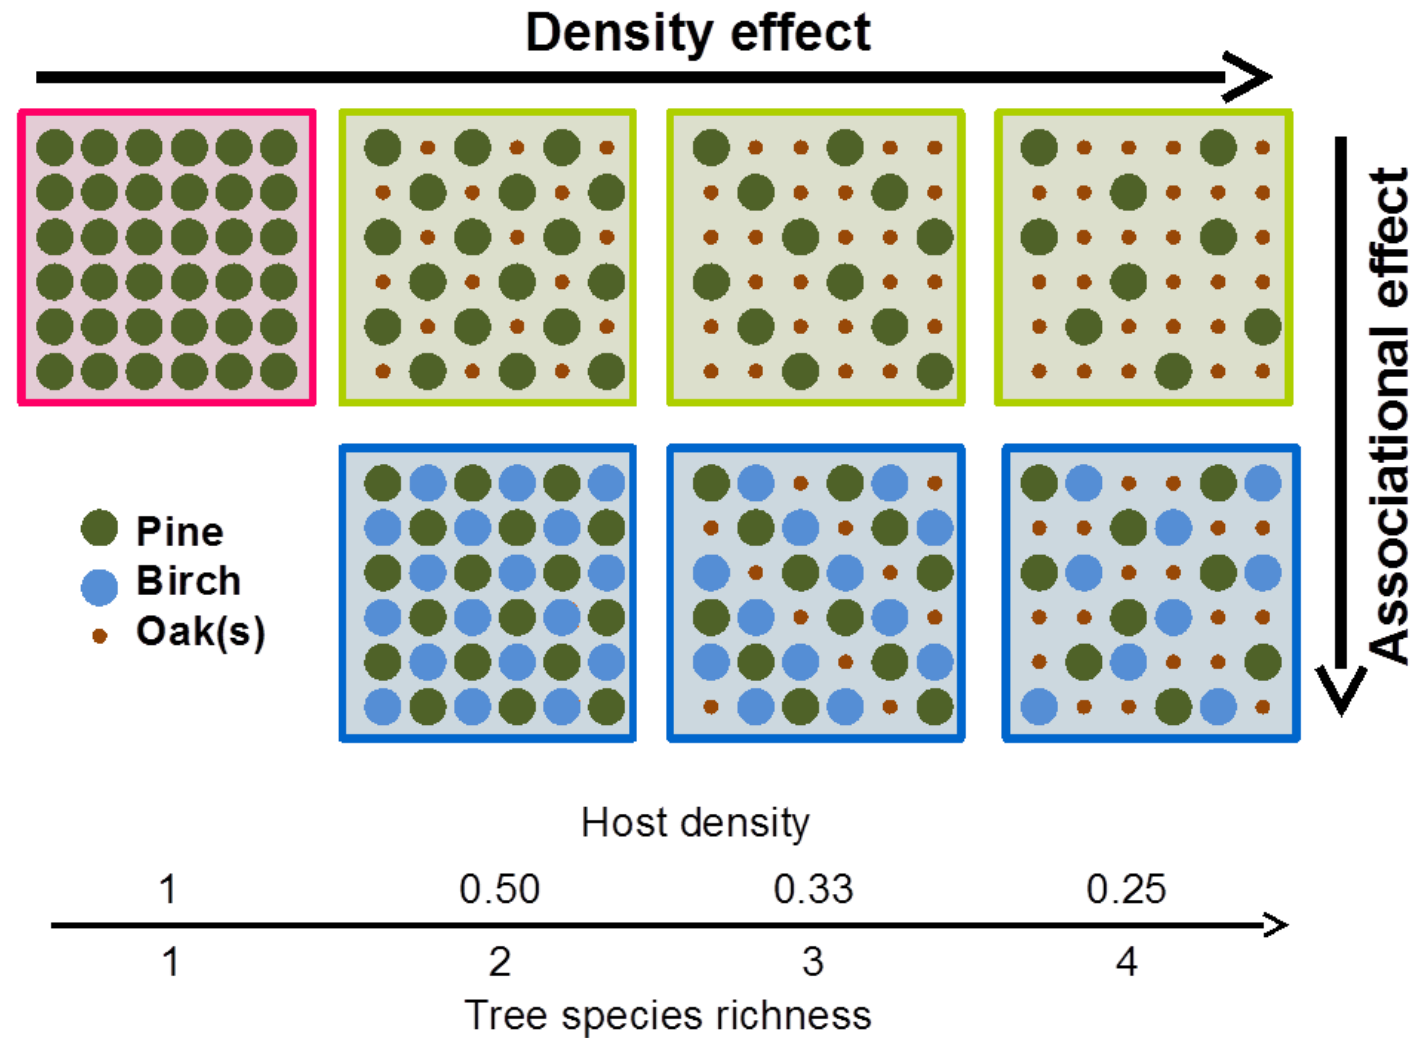 Density effect
Associational effect
Pine
Birch
Oak(s)
Host density
1 0.50 0.33 0.25
1 2 3 4
Tree species richness